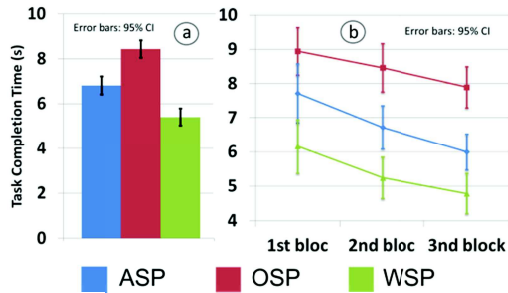 Task Completion Time (s)
10
8
6
4
2
0
Error bars: 95% CI
a
10
9
8
7
6
5
4
b
Error bars: 95% CI
1st bloc 2nd bloc 3nd block
ASP OSP WSP